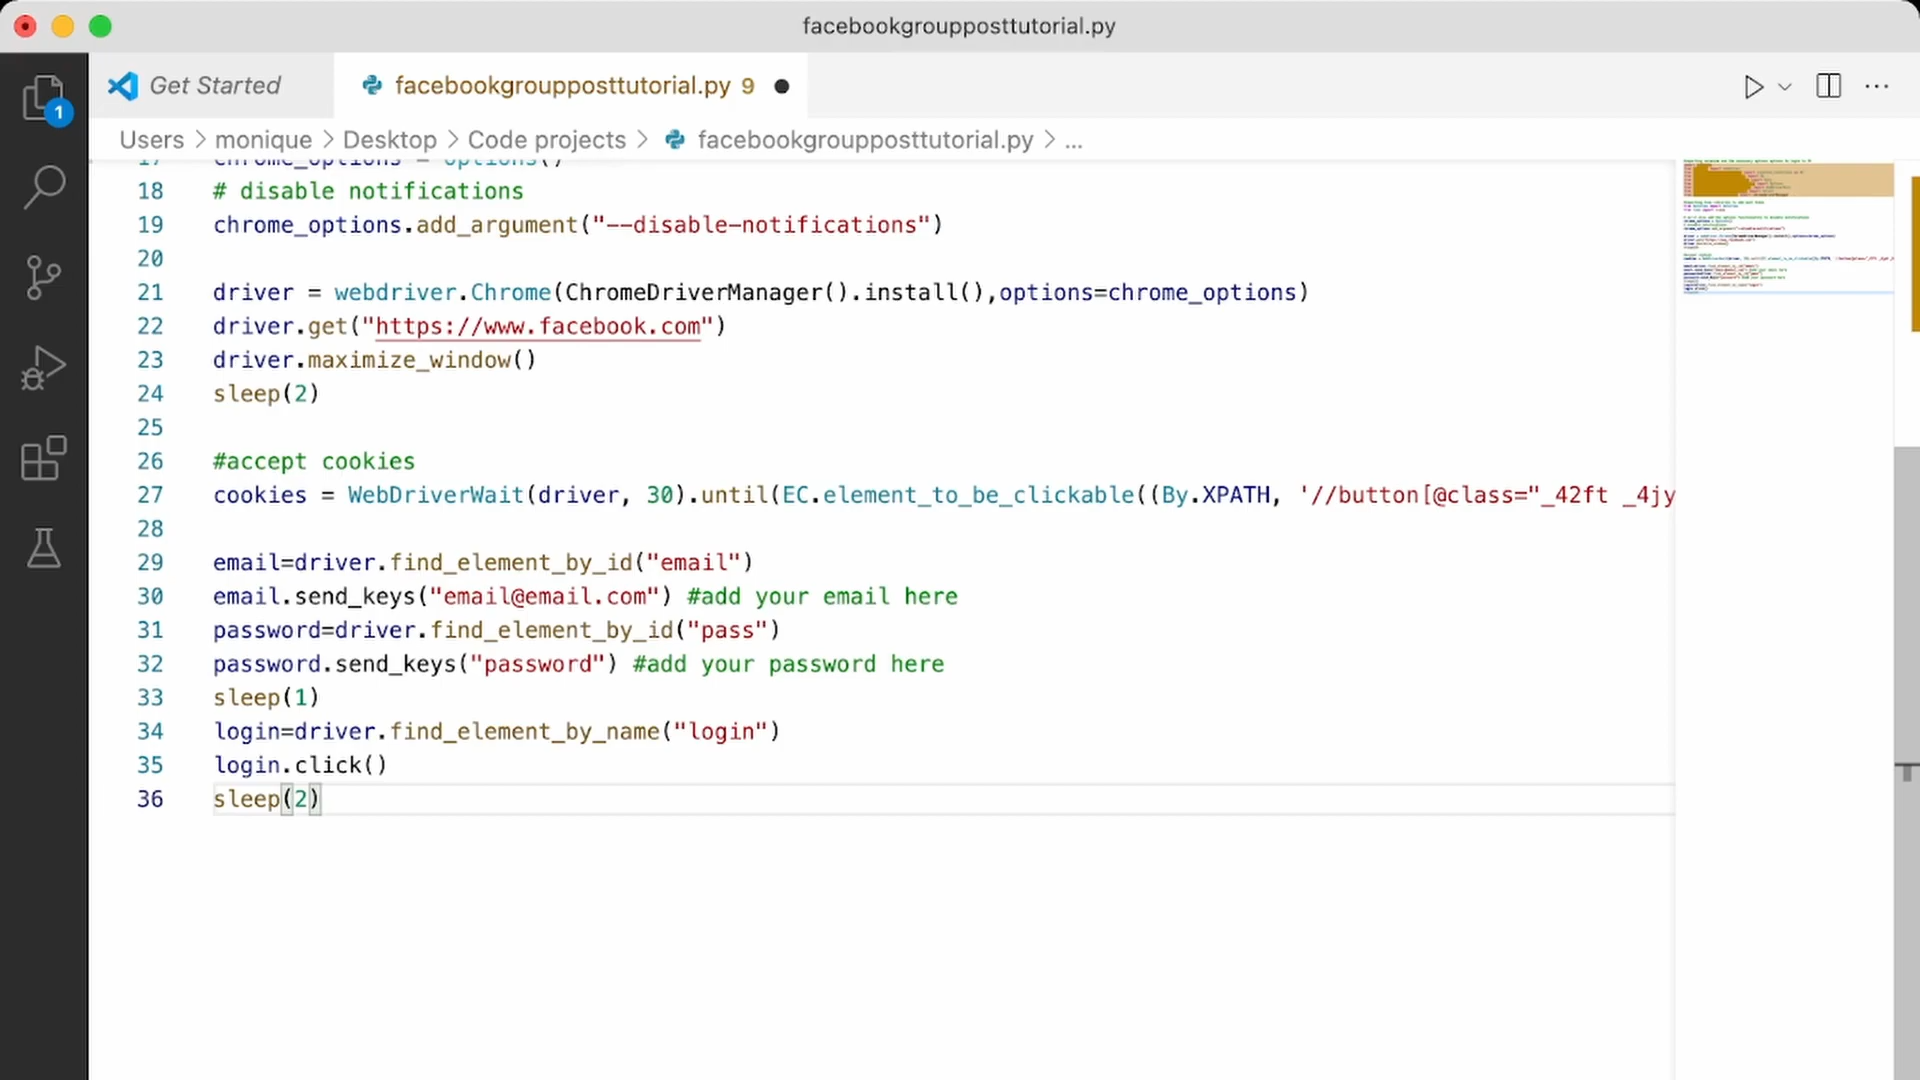 facebookgroupposttutorial.py
Get Started
facebookgroupposttutorial.py 9
1
Users > monique > Desktop > Code projects > facebookgroupposttutorial.py > ...
17 chrome_options = options()
18 # disable notifications
19 chrome_options.add_argument("--disable-notifications")
20
21 driver = webdriver.Chrome(ChromeDriverManager().install(),options=chrome_options)
22 driver.get("https://www.facebook.com")
23 driver.maximize_window()
24 sleep(2)
25
26 #accept cookies
27 cookies = WebDriverWait(driver, 30).until(EC.element_to_be_clickable((By.XPATH, '//button[@class="_42ft _4jy
28
29 email=driver.find_element_by_id("email")
30 email.send_keys("email@email.com") #add your email here
31 password=driver.find_element_by_id("pass")
32 password.send_keys("password") #add your password here
33 sleep(1)
34 login=driver.find_element_by_name("login")
35 login.click()
36 sleep(2)